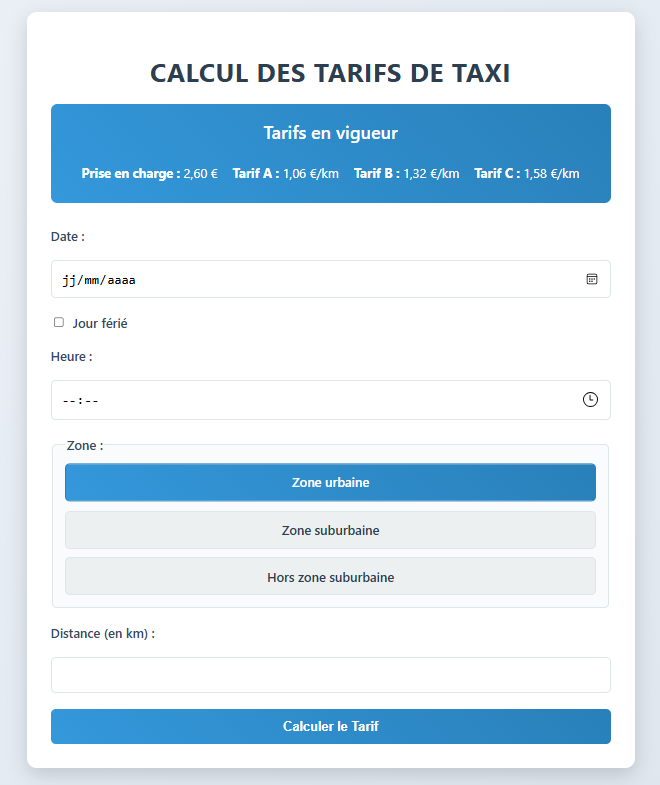 CALCUL DES TARIFS DE TAXI
Tarifs en vigueur
Prise en charge : 2,60 € Tarif A : 1,06 €/km Tarif B : 1,32 €/km Tarif C : 1,58 €/km
Date :
jj/mm/aaaa
Jour férié
Heure :
--:--
Zone :
Zone urbaine
Zone suburbaine
Hors zone suburbaine
Distance (en km) :
Calculer le Tarif